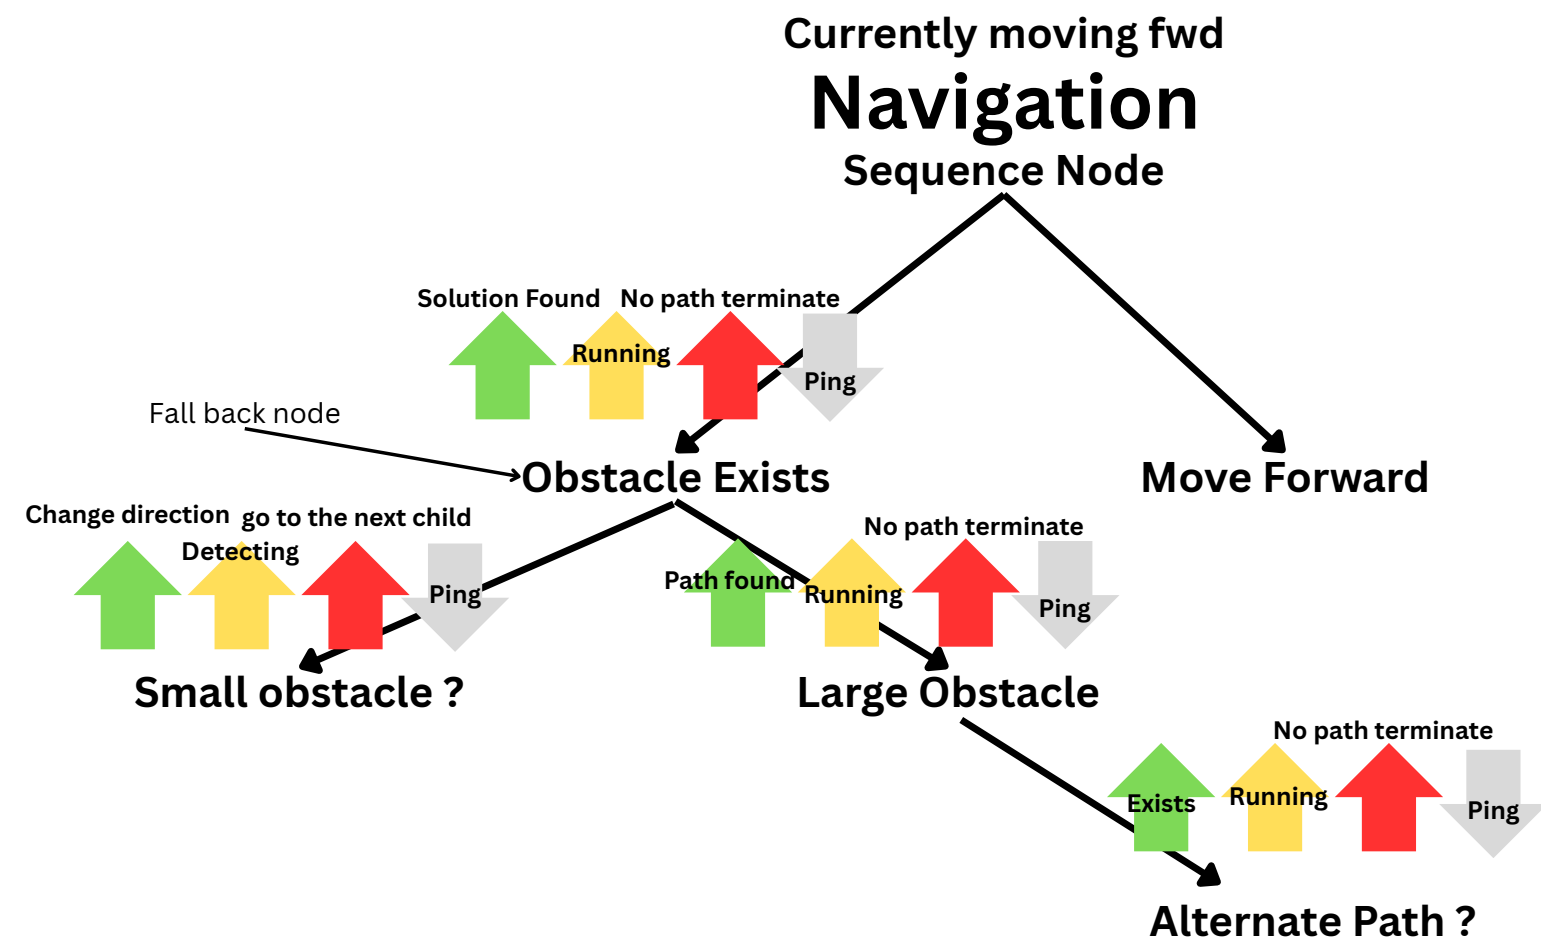 Currently moving fwd
Navigation
Sequence Node
Solution Found
No path terminate
Running
Ping
Fall back node
Obstacle Exists
Move Forward
Change direction
go to the next child
Detecting
Ping
No path terminate
Path found
Running
Ping
Small obstacle ?
Large Obstacle
No path terminate
Exists
Running
Ping
Alternate Path ?